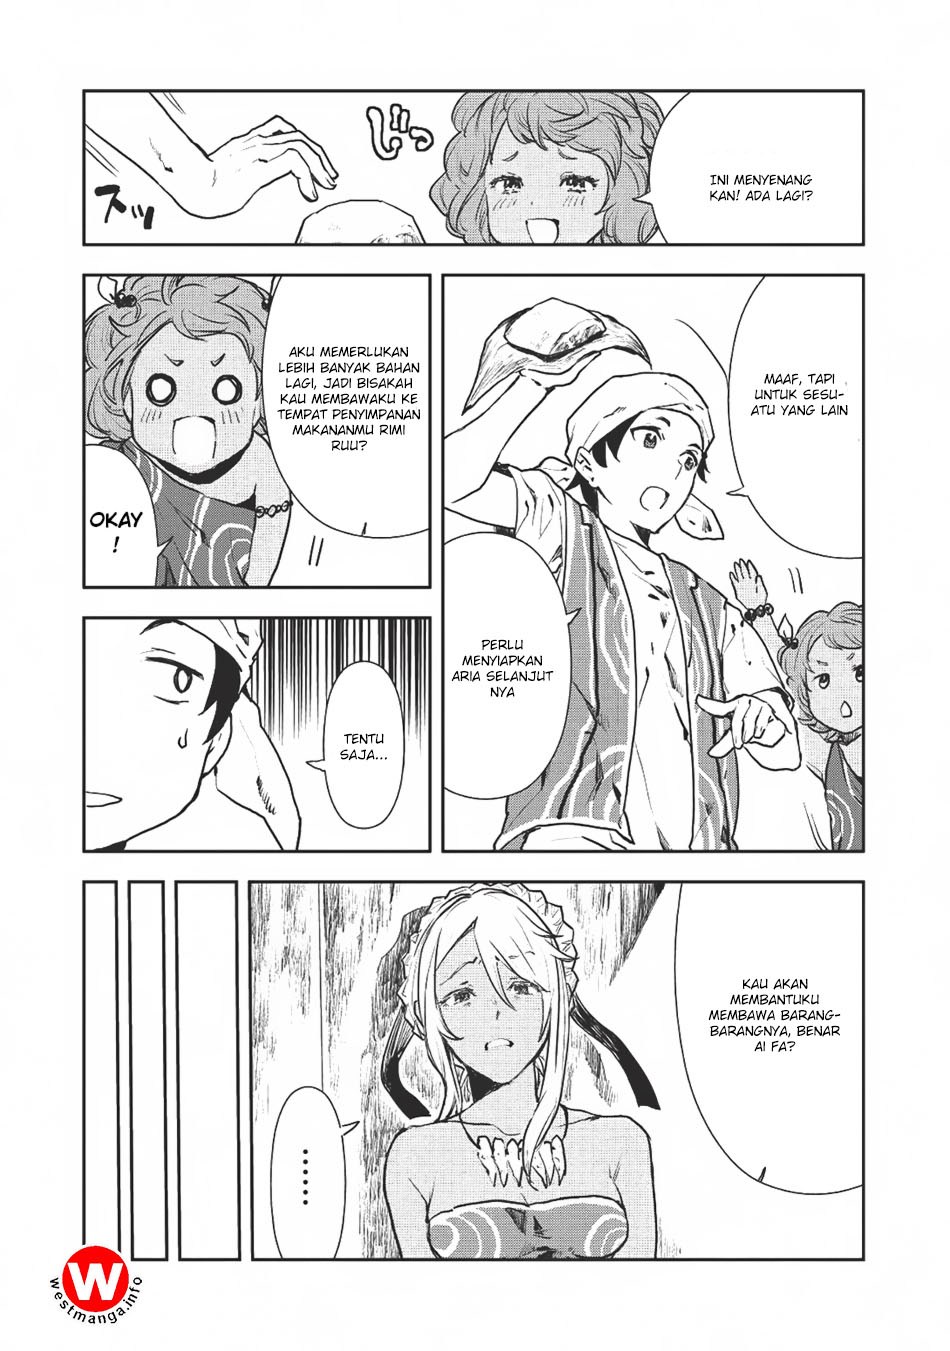 じっ
スッ
INI MENYENANG
KAN! ADA LAGI?
MAAF, TAPI
UNTUK SESU-
ATU YANG LAIN
PERLU
MENYIAPKAN
ARIA SELANJUT
NYA
AKU MEMERLUKAN
LEBIH BANYAK BAHAN
LAGI, JADI BISAKAH
KAU MEMBAWAKU KE
TEMPAT PENYIMPANAN
MAKANANMU RIMI
RUU?
OKAY
!
TENTU
SAJA...
KAU AKAN
MEMBANTUKU
MEMBAWA BARANG-
BARANGNYA, BENAR
AI FA?
......
W
westmanga.info